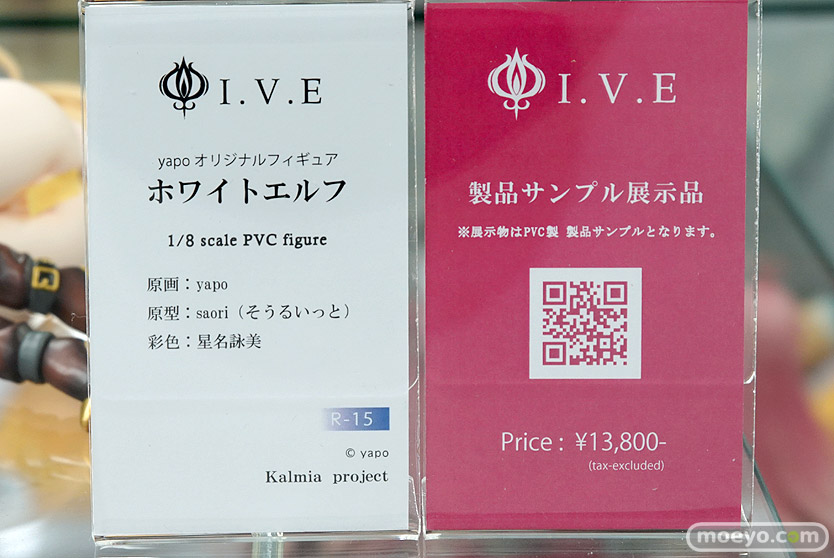 I.V.E
yapo オリジナルフィギュア
ホワイトエルフ
1/8 scale PVC figure
原画：yapo
原型：saori（そうるいっと）
彩色：星名詠美
R-15
© yapo
Kalmia project
I.V.E
製品サンプル展示品
※展示物はPVC製 製品サンプルとなります。
Price : ¥13,800-
(tax-excluded)
moeyo.com